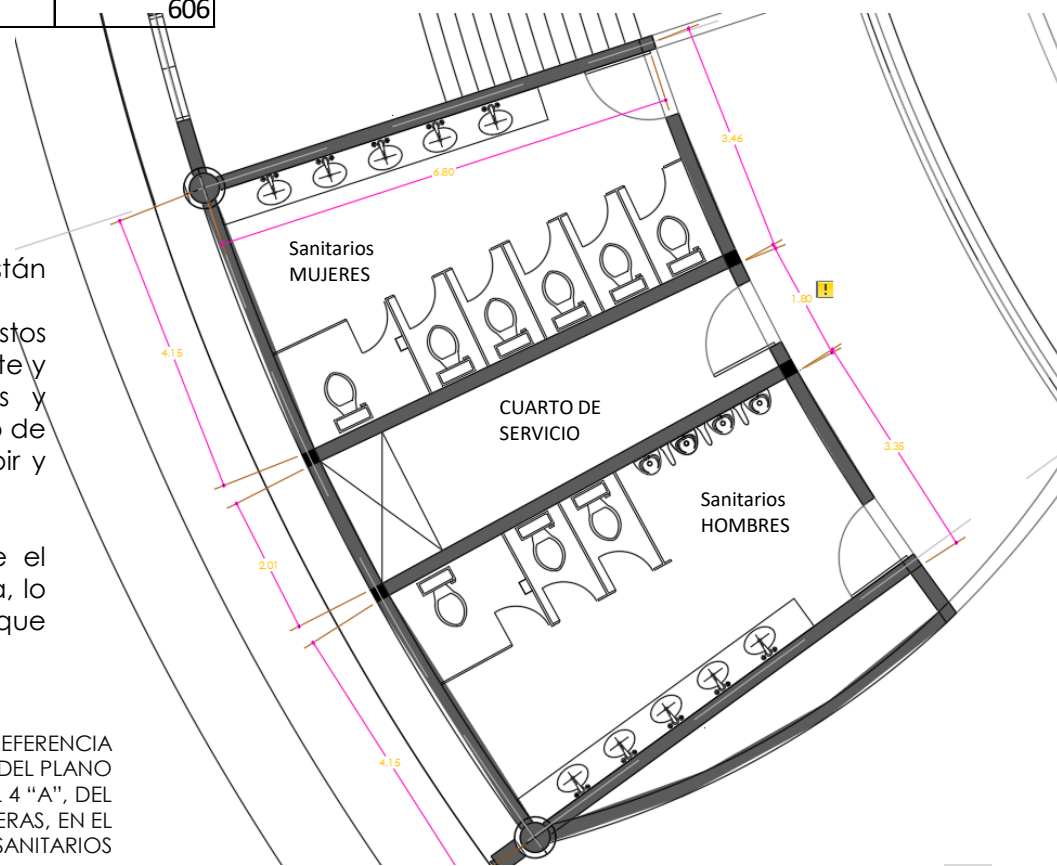 606
stán
stos
te y
s y
o de
bir y
e el
a, lo
que
EFERENCIA
DEL PLANO
4 “A”, DEL
ERAS, EN EL
SANITARIOS
3.46
6.80
Sanitarios
MUJERES
1.80
!
4.15
CUARTO DE
SERVICIO
3.35
Sanitarios
HOMBRES
2.01
4.15